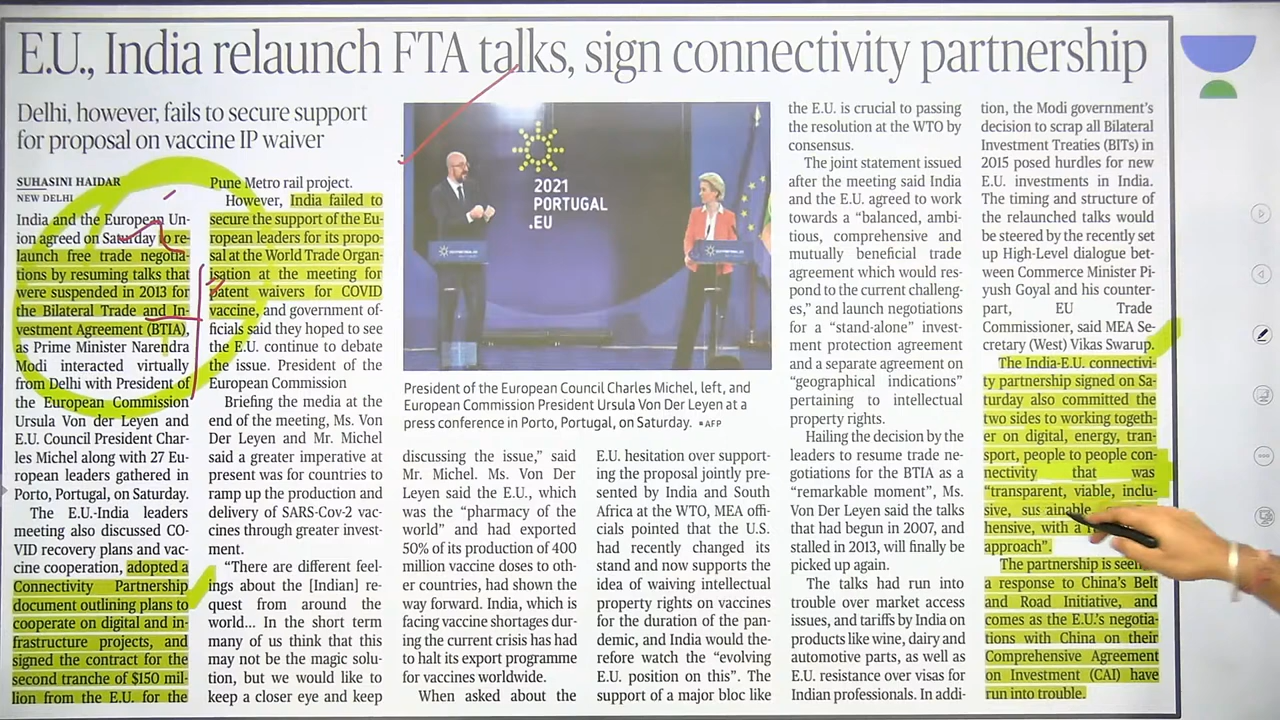 E.U., India relaunch FTA talks, sign connectivity partnership
Delhi, however, fails to secure support
for proposal on vaccine IP waiver
SUHASINI HAIDAR
NEW DELHI
India and the European Un-
ion agreed on Saturday to re-
launch free trade negotia-
tions by resuming talks that
were suspended in 2013 for
the Bilateral Trade and In-
vestment Agreement (BTIA),
as Prime Minister Narendra
Modi interacted virtually
from Delhi with President of
the European Commission
Ursula Von der Leyen and
E.U. Council President Char-
les Michel along with 27 Eu-
ropean leaders gathered in
Porto, Portugal, on Saturday.
The E.U.-India leaders
meeting also discussed CO-
VID recovery plans and vac-
cine cooperation, adopted a
Connectivity Partnership
document outlining plans to
cooperate on digital and in-
frastructure projects, and
signed the contract for the
second tranche of $150 mil-
lion from the E.U. for the
Pune Metro rail project.
However, India failed to
secure the support of the Eu-
ropean leaders for its propo-
sal at the World Trade Organ-
isation at the meeting for
patent waivers for COVID
vaccine, and government of-
ficials said they hoped to see
the E.U. continue to debate
the issue. President of the
European Commission
Briefing the media at the
end of the meeting, Ms. Von
Der Leyen and Mr. Michel
said a greater imperative at
present was for countries to
ramp up the production and
delivery of SARS-Cov-2 vac-
cines through greater invest-
ment.
“There are different feel-
ings about the [Indian] re-
quest from around the
world... In the short term
many of us think that this
may not be the magic solu-
tion, but we would like to
keep a closer eye and keep
2021
PORTUGAL
.EU
President of the European Council Charles Michel, left, and
European Commission President Ursula Von Der Leyen at a
press conference in Porto, Portugal, on Saturday. ▪AFP
discussing the issue,” said
Mr. Michel. Ms. Von Der
Leyen said the E.U., which
was the “pharmacy of the
world” and had exported
50% of its production of 400
million vaccine doses to oth-
er countries, had shown the
way forward. India, which is
facing vaccine shortages dur-
ing the current crisis has had
to halt its export programme
for vaccines worldwide.
When asked about the
E.U. hesitation over support-
ing the proposal jointly pre-
sented by India and South
Africa at the WTO, MEA offi-
cials pointed that the U.S.
had recently changed its
stand and now supports the
idea of waiving intellectual
property rights on vaccines
for the duration of the pan-
demic, and India would the-
refore watch the “evolving
E.U. position on this”. The
support of a major bloc like
the E.U. is crucial to passing
the resolution at the WTO by
consensus.
The joint statement issued
after the meeting said India
and the E.U. agreed to work
towards a “balanced, ambi-
tious, comprehensive and
mutually beneficial trade
agreement which would res-
pond to the current challeng-
es,” and launch negotiations
for a “stand-alone” invest-
ment protection agreement
and a separate agreement on
“geographical indications”
pertaining to intellectual
property rights.
Hailing the decision by the
leaders to resume trade ne-
gotiations for the BTIA as a
“remarkable moment”, Ms.
Von Der Leyen said the talks
that had begun in 2007, and
stalled in 2013, will finally be
picked up again.
The talks had run into
trouble over market access
issues, and tariffs by India on
products like wine, dairy and
automotive parts, as well as
E.U. resistance over visas for
Indian professionals. In addi-
tion, the Modi government’s
decision to scrap all Bilateral
Investment Treaties (BITs) in
2015 posed hurdles for new
E.U. investments in India.
The timing and structure of
the relaunched talks would
be steered by the recently set
up High-Level dialogue bet-
ween Commerce Minister Pi-
yush Goyal and his counter-
part, EU Trade
Commissioner, said MEA Se-
cretary (West) Vikas Swarup.
The India-E.U. connectivi-
ty partnership signed on Sa-
turday also committed the
two sides to working togeth-
er on digital, energy, tran-
sport, people to people con-
nectivity that was
“transparent, viable, inclu-
sive, sus ainable
hensive, with a
approach”.
The partnership is seen
a response to China’s Belt
and Road Initiative, and
comes as the E.U.’s negotia-
tions with China on their
Comprehensive Agreement
on Investment (CAI) have
run into trouble.